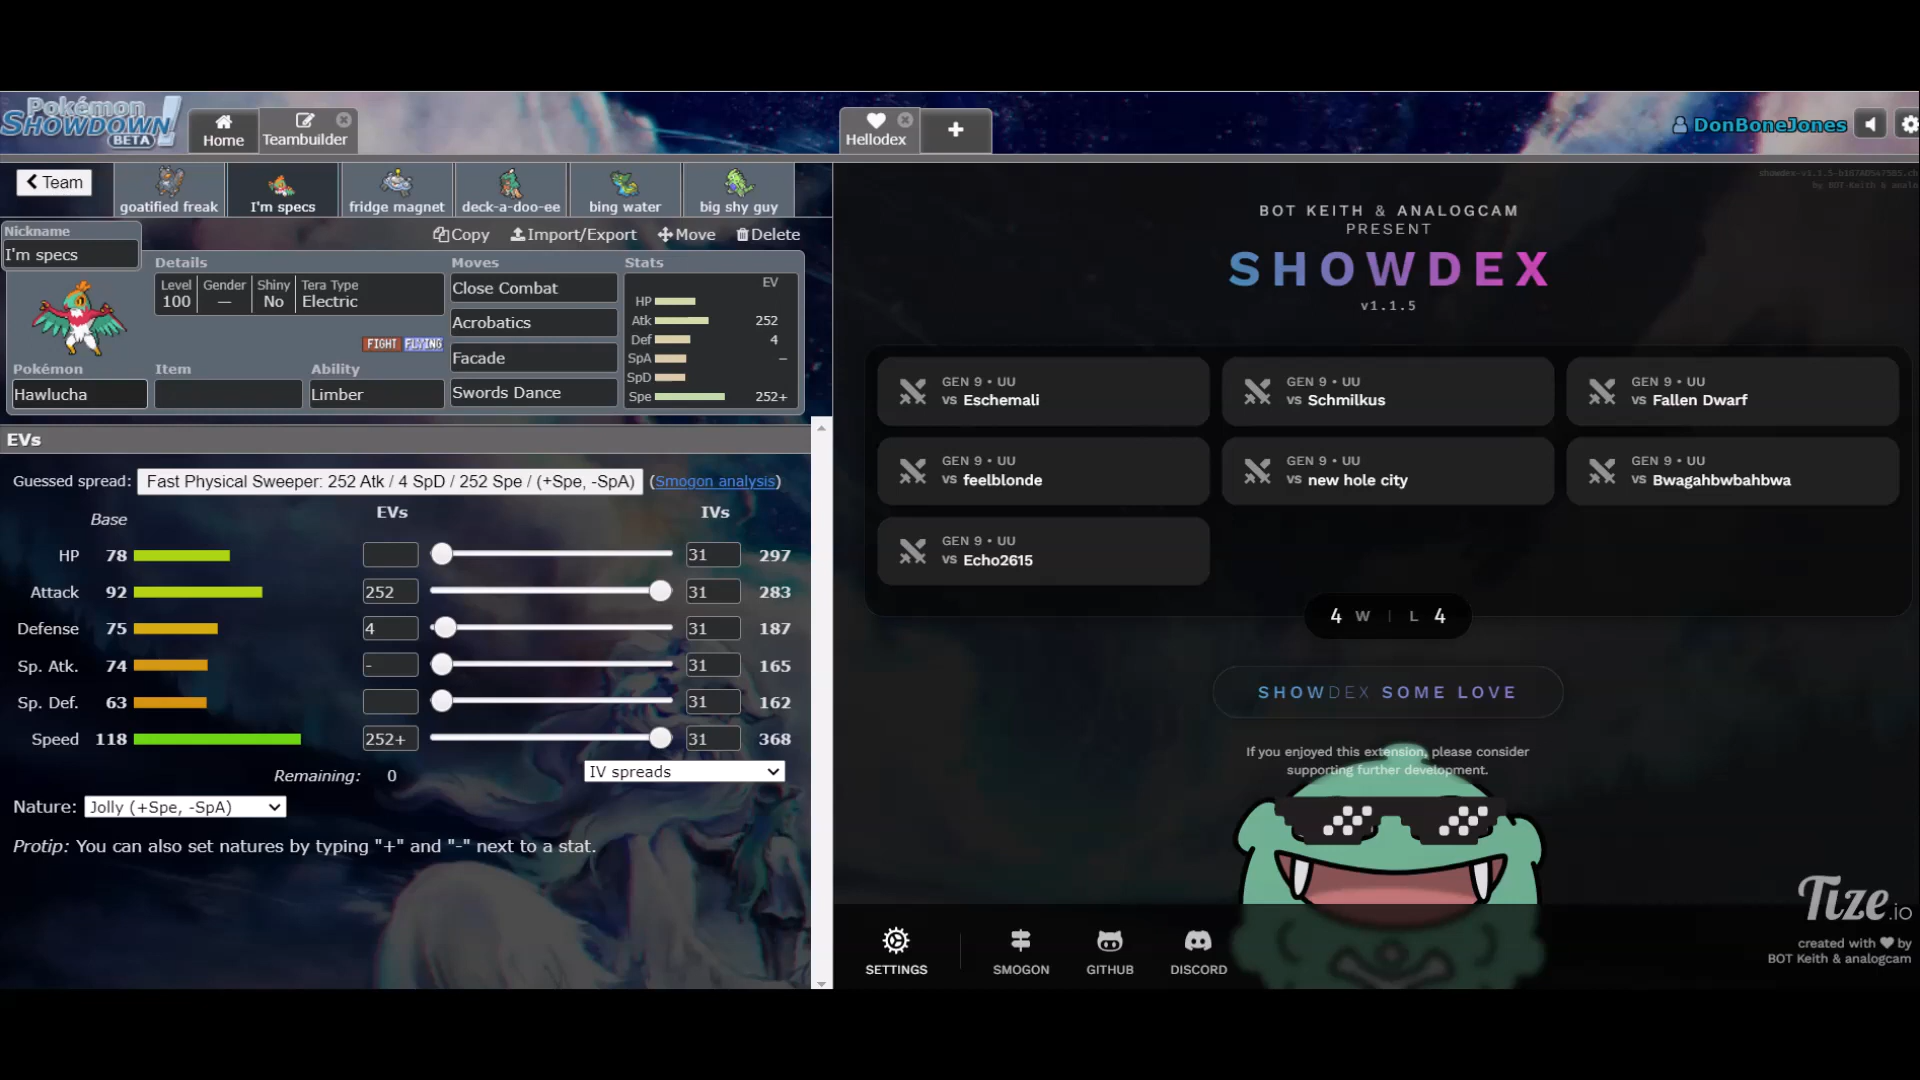 Pokémon
SHOWDOWN!
BETA
Home
Teambuilder
Hellodex
DonBoneJones
Team
goatified freak
I'm specs
fridge magnet
deck-a-doo-ee
bing water
big shy guy
Nickname
I'm specs
Copy
Import/Export
Move
Delete
Details
Level
100
Gender
—
Shiny
No
Tera Type
Electric
FIGHT FLYING
Pokémon
Hawlucha
Item
Ability
Limber
Moves
Close Combat
Acrobatics
Facade
Swords Dance
Stats
EV
HP
Atk 252
Def 4
SpA –
SpD
Spe 252+
EVs
Guessed spread: Fast Physical Sweeper: 252 Atk / 4 SpD / 252 Spe / (+Spe, -SpA) (Smogon analysis)
Base EVs IVs
HP 78 31 297
Attack 92 252 31 283
Defense 75 4 31 187
Sp. Atk. 74 - 31 165
Sp. Def. 63 31 162
Speed 118 252+ 31 368
Remaining: 0
IV spreads
Nature: Jolly (+Spe, -SpA)
Protip: You can also set natures by typing "+" and "-" next to a stat.
BOT KEITH & ANALOGCAM
PRESENT
SHOWDEX
v1.1.5
GEN 9 • UU
vs Eschemali
GEN 9 • UU
vs Schmilkus
GEN 9 • UU
vs Fallen Dwarf
GEN 9 • UU
vs feelblonde
GEN 9 • UU
vs new hole city
GEN 9 • UU
vs Bwagahbwbahbwa
GEN 9 • UU
vs Echo2615
4 W | L 4
SHOWDEX SOME LOVE
If you enjoyed this extension, please consider
supporting further development.
SETTINGS
SMOGON
GITHUB
DISCORD
Tize.io
created with ♥ by
BOT Keith & analogcam